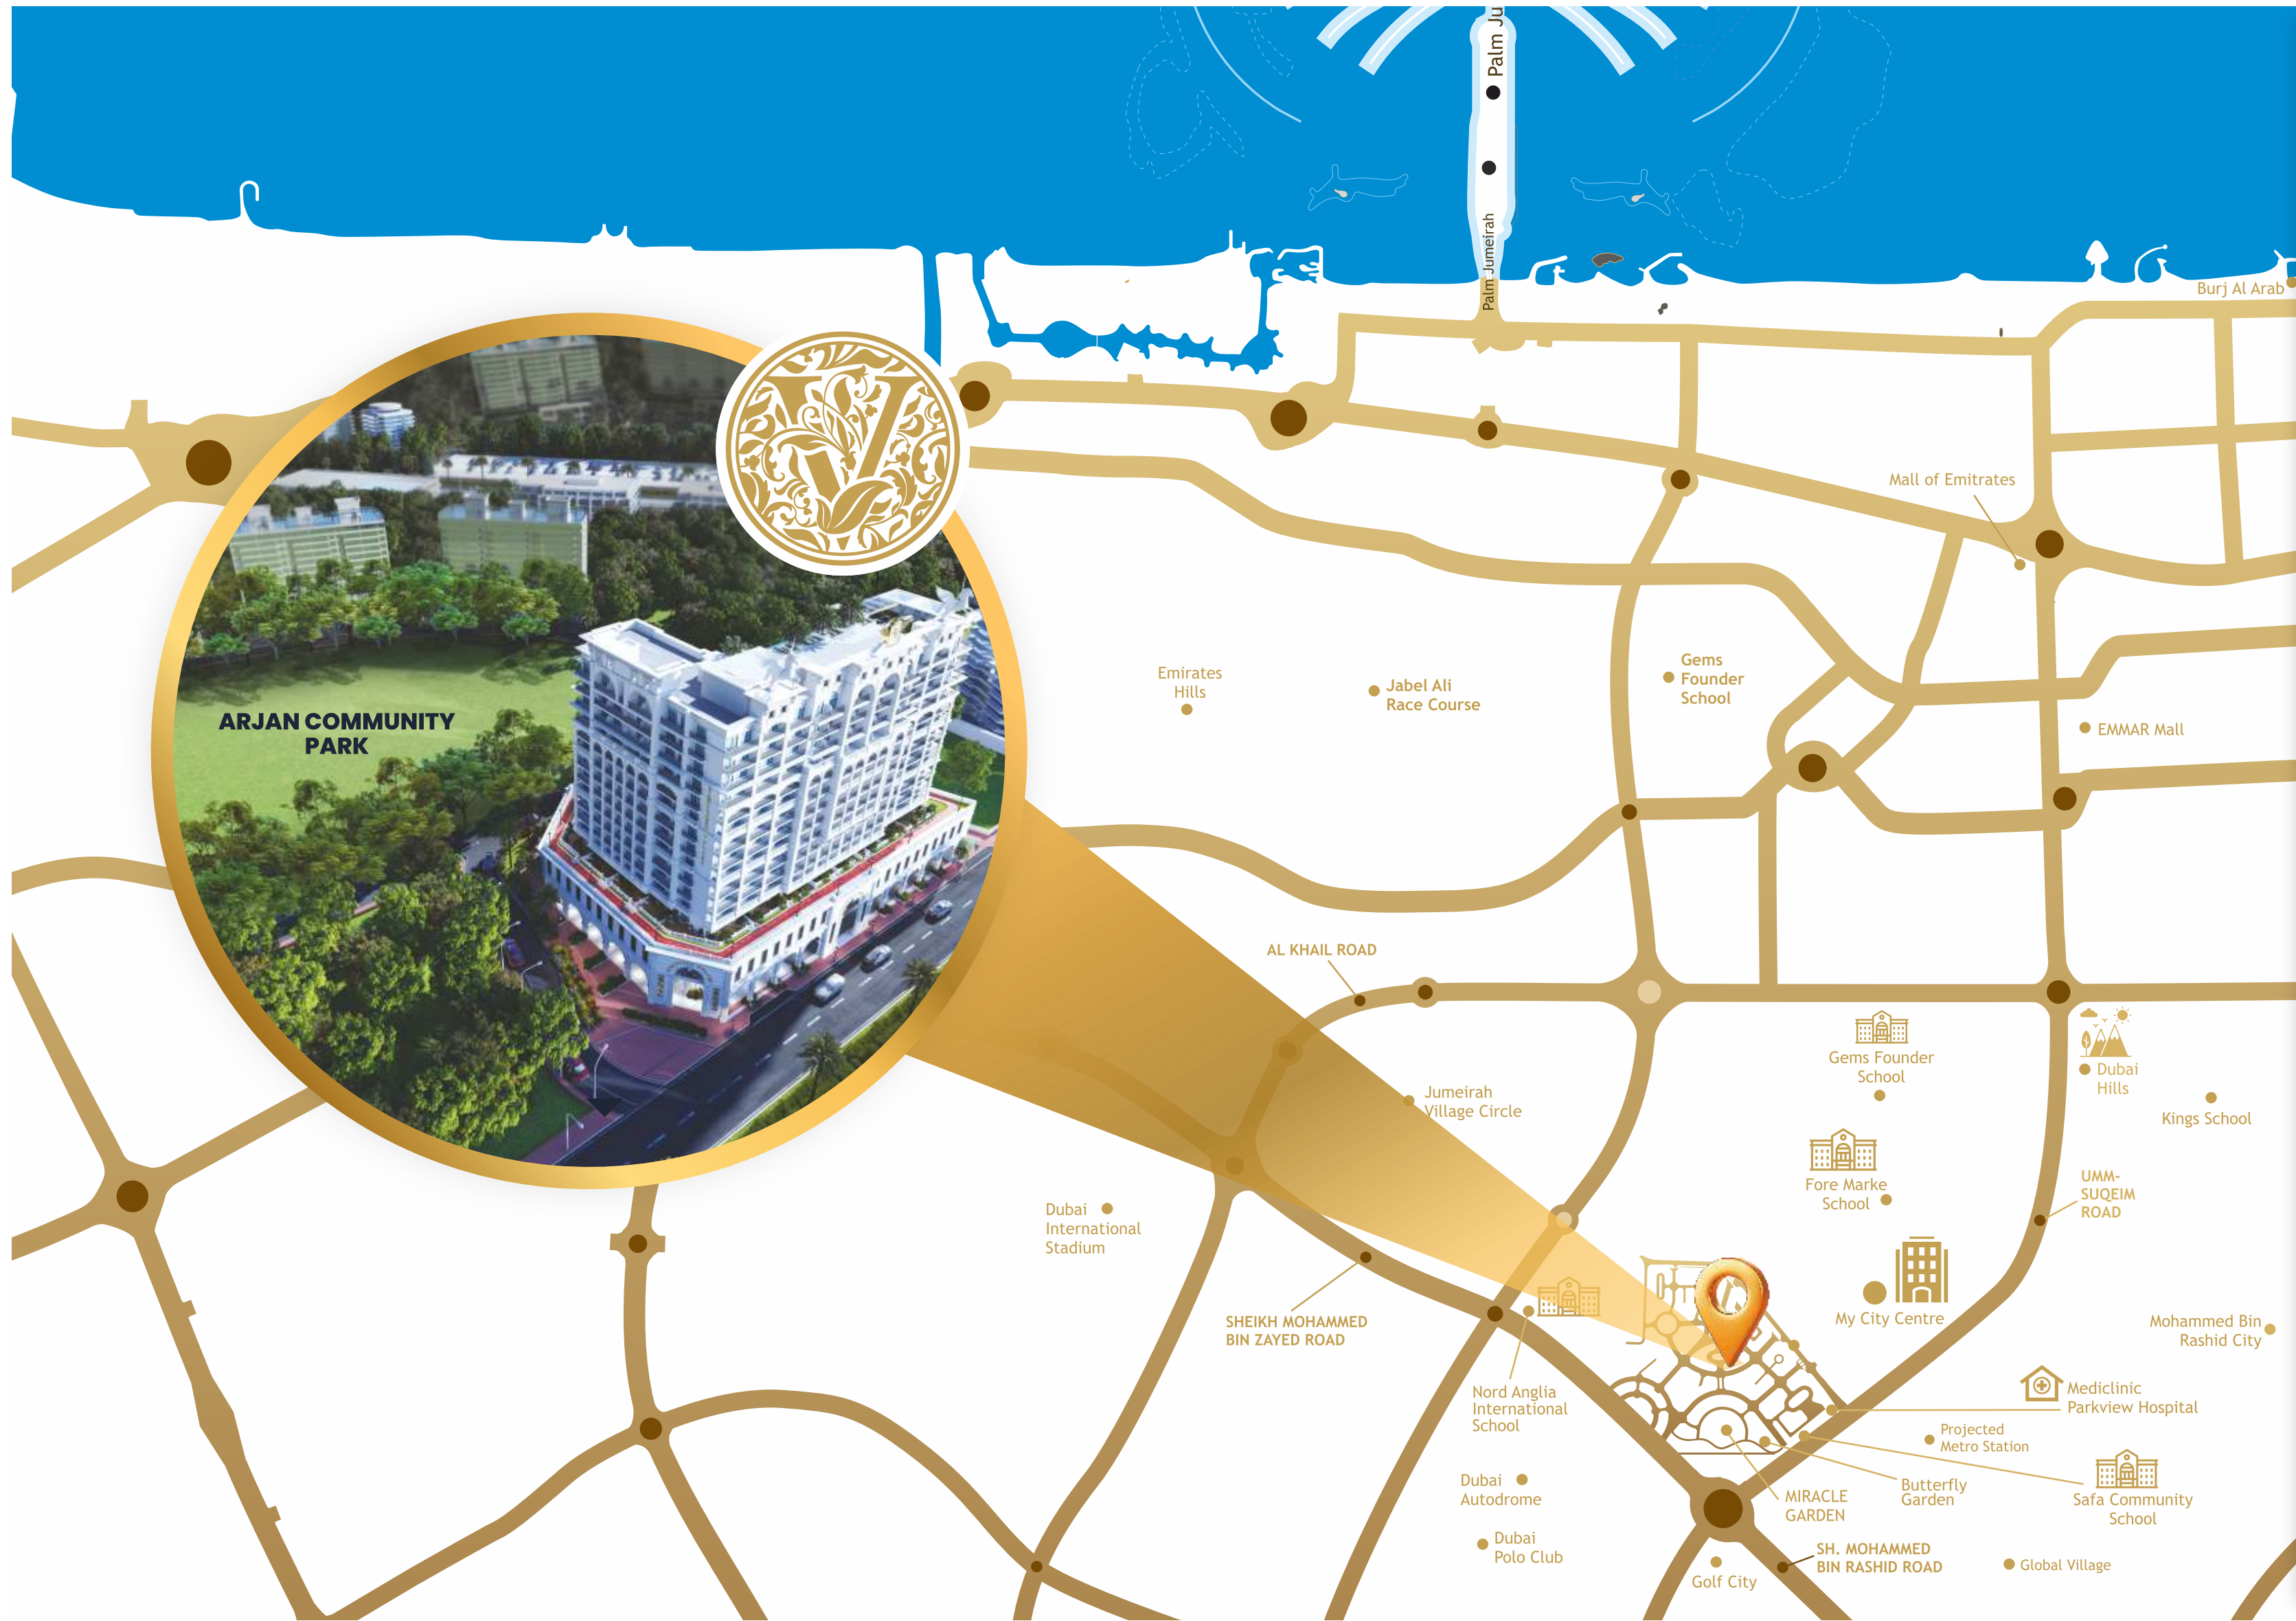 Palm Ju
Palm Jumeirah
Burj Al Arab
Mall of Emitrates
Emirates
Hills
Jabel Ali
Race Course
Gems
Founder
School
EMMAR Mall
ARJAN COMMUNITY
PARK
V
AL KHAIL ROAD
Gems Founder
School
Dubai
Hills
Kings School
Jumeirah
Village Circle
Fore Marke
School
UMM-
SUQEIM
ROAD
Dubai
International
Stadium
SHEIKH MOHAMMED
BIN ZAYED ROAD
My City Centre
Mohammed Bin
Rashid City
Nord Anglia
International
School
Mediclinic
Parkview Hospital
Projected
Metro Station
Dubai
Autodrome
MIRACLE
GARDEN
Butterfly
Garden
Safa Community
School
Dubai
Polo Club
SH. MOHAMMED
BIN RASHID ROAD
Global Village
Golf City